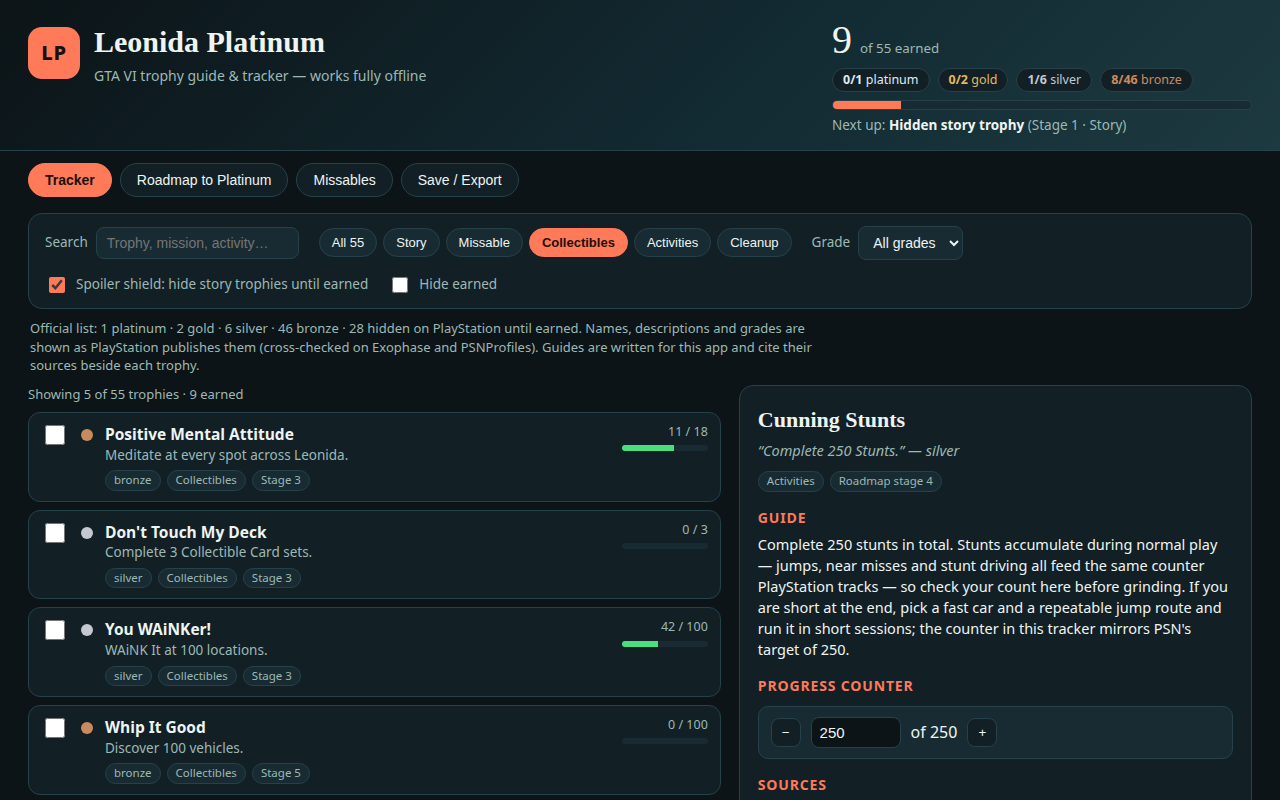 LP
Leonida Platinum
GTA VI trophy guide & tracker — works fully offline
9 of 55 earned
0/1 platinum
0/2 gold
1/6 silver
8/46 bronze
Next up: Hidden story trophy (Stage 1 · Story)
Tracker
Roadmap to Platinum
Missables
Save / Export
Search
Trophy, mission, activity…
All 55
Story
Missable
Collectibles
Activities
Cleanup
Grade
All grades
Spoiler shield: hide story trophies until earned
Hide earned
Official list: 1 platinum · 2 gold · 6 silver · 46 bronze · 28 hidden on PlayStation until earned. Names, descriptions and grades are
shown as PlayStation publishes them (cross-checked on Exophase and PSNProfiles). Guides are written for this app and cite their
sources beside each trophy.
Showing 5 of 55 trophies · 9 earned
Positive Mental Attitude
11 / 18
Meditate at every spot across Leonida.
bronze
Collectibles
Stage 3
Don't Touch My Deck
0 / 3
Complete 3 Collectible Card sets.
silver
Collectibles
Stage 3
You WAiNKer!
42 / 100
WAiNK It at 100 locations.
silver
Collectibles
Stage 3
Whip It Good
0 / 100
Discover 100 vehicles.
bronze
Collectibles
Stage 5
Cunning Stunts
“Complete 250 Stunts.” — silver
Activities
Roadmap stage 4
GUIDE
Complete 250 stunts in total. Stunts accumulate during normal play
— jumps, near misses and stunt driving all feed the same counter
PlayStation tracks — so check your count here before grinding. If you
are short at the end, pick a fast car and a repeatable jump route and
run it in short sessions; the counter in this tracker mirrors PSN's
target of 250.
PROGRESS COUNTER
− 250 of 250 +
SOURCES